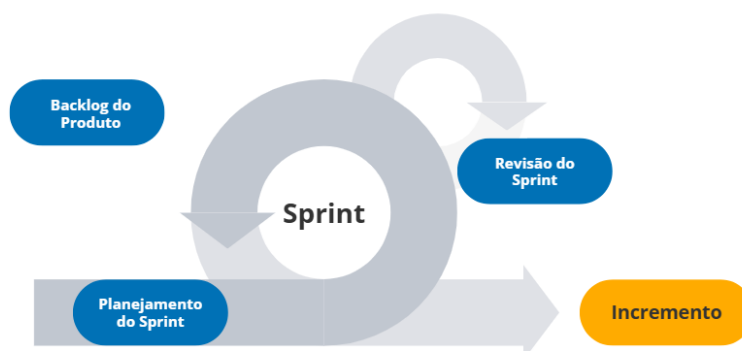 Backlog do
Produto
Revisão do
Sprint
Sprint
Planejamento
do Sprint
Incremento